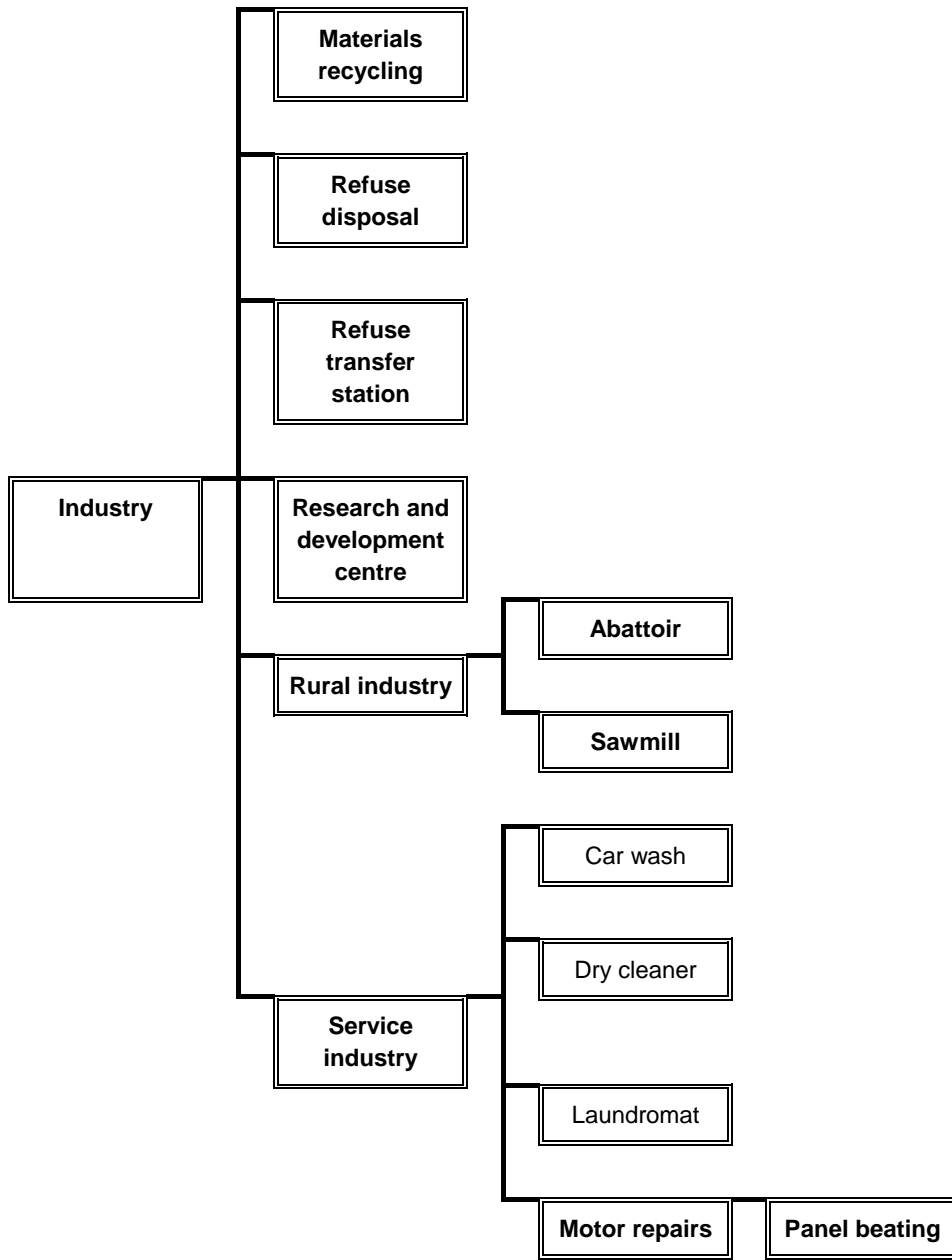 Materials
recycling
Refuse
disposal
Refuse
transfer
station
Industry
Research and
development
centre
Abattoir
Rural industry
Sawmill
Car wash
Dry cleaner
Service
industry
Laundromat
Motor repairs
Panel beating